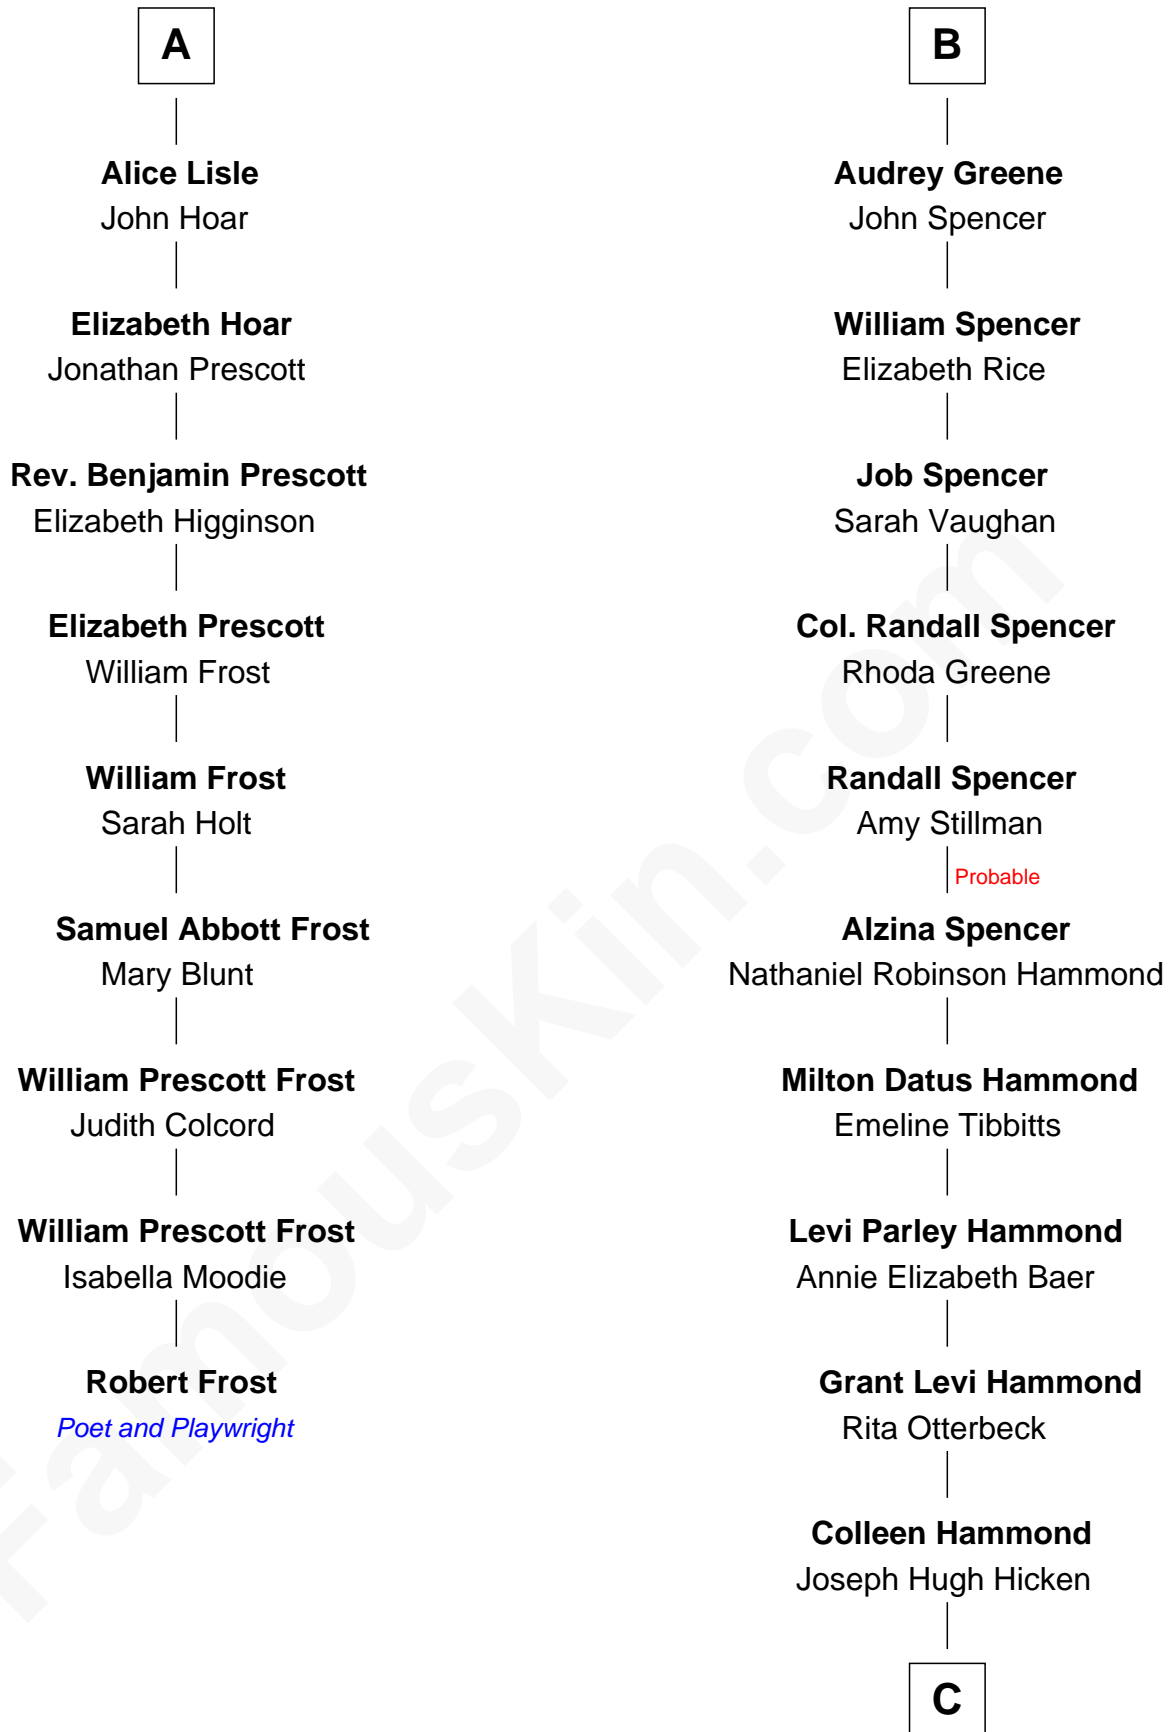 A
Alice Lisle
John Hoar
Elizabeth Hoar
Jonathan Prescott
Rev. Benjamin Prescott
Elizabeth Higginson
Elizabeth Prescott
William Frost
William Frost
Sarah Holt
Samuel Abbott Frost
Mary Blunt
William Prescott Frost
Judith Colcord
William Prescott Frost
Isabella Moodie
Robert Frost
Poet and Playwright
B
Audrey Greene
John Spencer
William Spencer
Elizabeth Rice
Job Spencer
Sarah Vaughan
Col. Randall Spencer
Rhoda Greene
Randall Spencer
Amy Stillman
Probable
Alzina Spencer
Nathaniel Robinson Hammond
Milton Datus Hammond
Emeline Tibbitts
Levi Parley Hammond
Annie Elizabeth Baer
Grant Levi Hammond
Rita Otterbeck
Colleen Hammond
Joseph Hugh Hicken
C
FamousKin.com